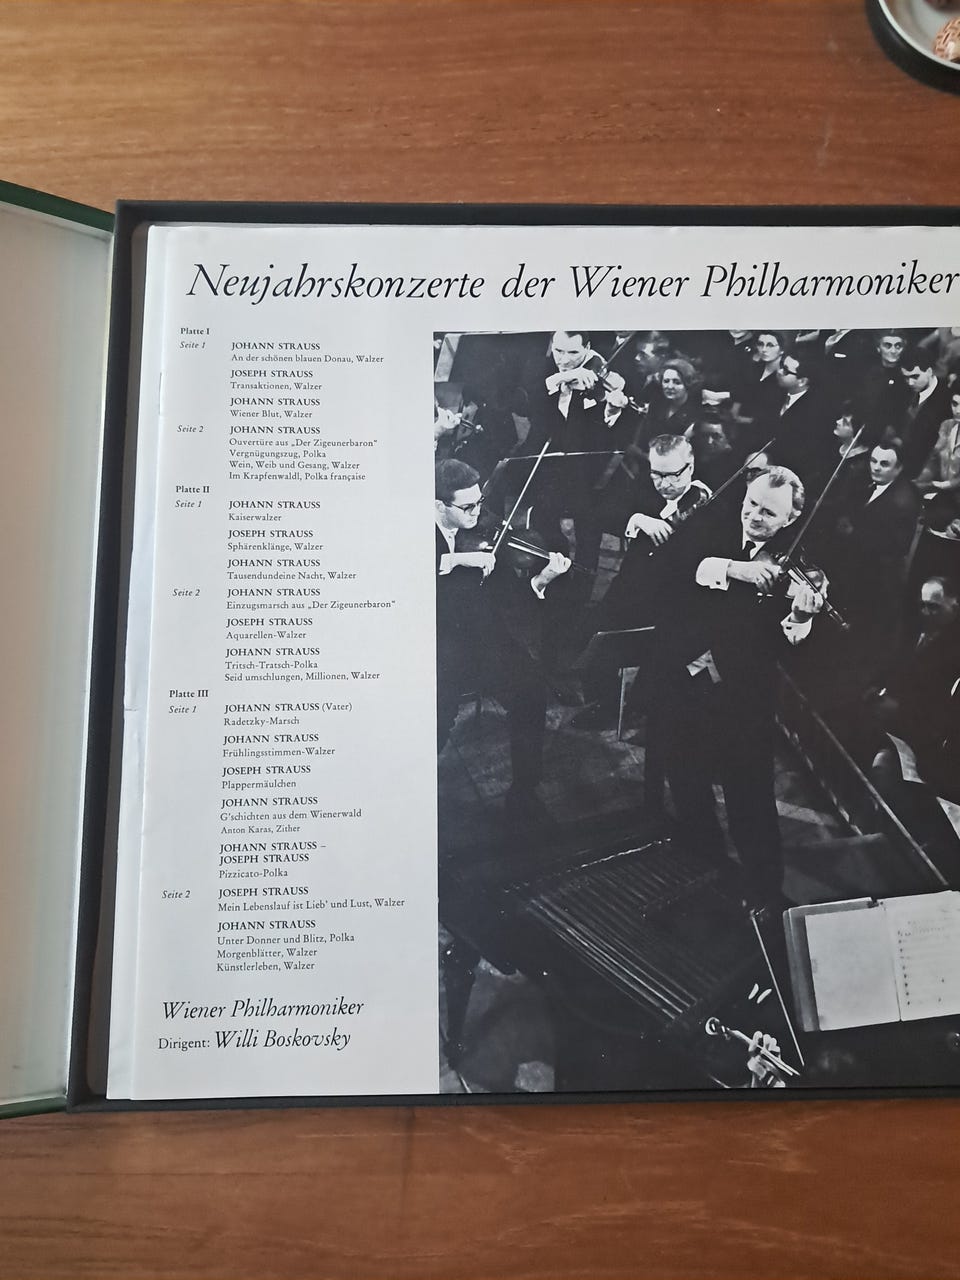 Neujahrskonzerte der Wiener Philharmoniker
Platte I
Seite 1 JOHANN STRAUSS
An der schönen blauen Donau, Walzer
JOSEPH STRAUSS
Transaktionen, Walzer
JOHANN STRAUSS
Wiener Blut, Walzer
Seite 2 JOHANN STRAUSS
Ouvertüre aus „Der Zigeunerbaron“
Vergnügungszug, Polka
Wein, Weib und Gesang, Walzer
Im Krapfenwaldl, Polka française
Platte II
Seite 1 JOHANN STRAUSS
Kaiserwalzer
JOSEPH STRAUSS
Sphärenklänge, Walzer
JOHANN STRAUSS
Tausendundeine Nacht, Walzer
Seite 2 JOHANN STRAUSS
Einzugsmarsch aus „Der Zigeunerbaron“
JOSEPH STRAUSS
Aquarellen-Walzer
JOHANN STRAUSS
Tritsch-Tratsch-Polka
Seid umschlungen, Millionen, Walzer
Platte III
Seite 1 JOHANN STRAUSS (Vater)
Radetzky-Marsch
JOHANN STRAUSS
Frühlingsstimmen-Walzer
JOSEPH STRAUSS
Plappermäulchen
JOHANN STRAUSS
G'schichten aus dem Wienerwald
Anton Karas, Zither
JOHANN STRAUSS –
JOSEPH STRAUSS
Pizzicato-Polka
Seite 2 JOSEPH STRAUSS
Mein Lebenslauf ist Lieb' und Lust, Walzer
JOHANN STRAUSS
Unter Donner und Blitz, Polka
Morgenblätter, Walzer
Künstlerleben, Walzer
Wiener Philharmoniker
Dirigent: Willi Boskovsky